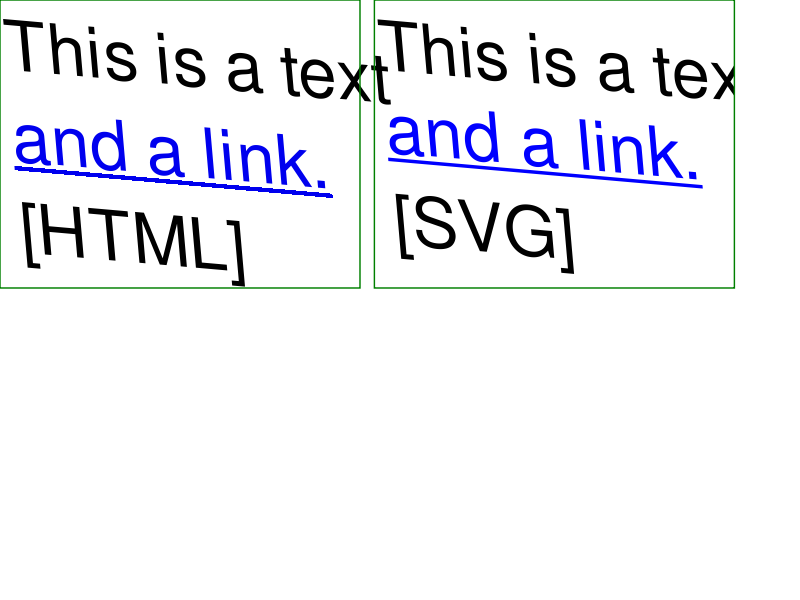 This is a text
and a link.
[HTML]
This is a tex
and a link.
[SVG]